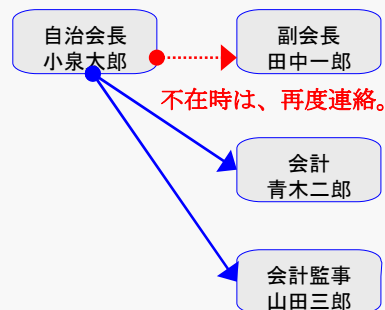 自治会長
小泉太郎
副会長
田中一郎
不在時は、再度連絡。
会計
青木二郎
会計監事
山田三郎